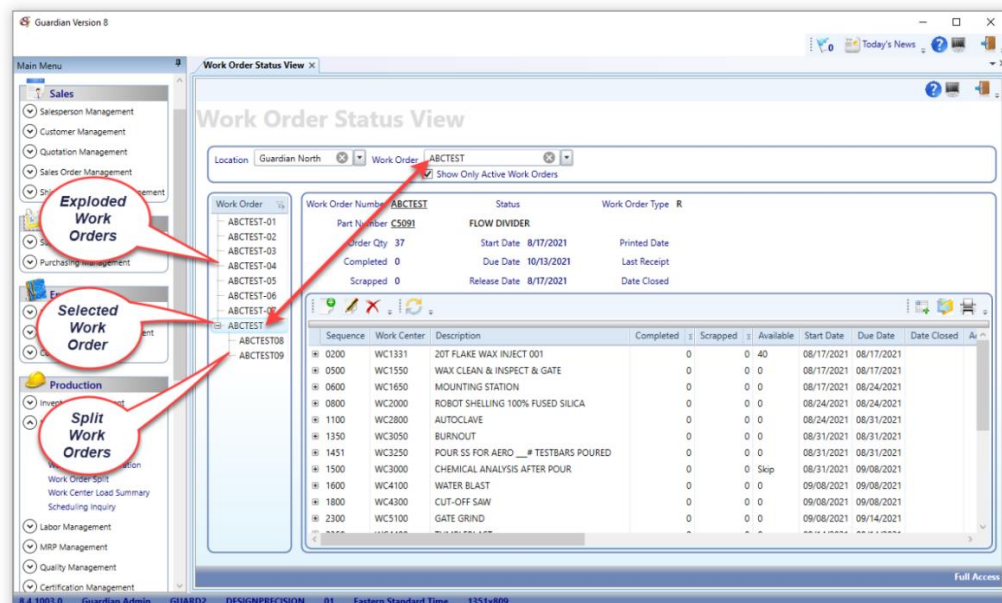 Guardian Version 8
0 Today's News
Main Menu
Work Order Status View
Sales
Salesperson Management
Customer Management
Quotation Management
Sales Order Management
Work Order Status View
Location Guardian North Work Order ABCTEST
Show Only Active Work Orders
Exploded
Work
Orders
Purchasing Management
Selected
Work
Order
Production
Split
Work
Orders
Work Order Split
Work Center Load Summary
Scheduling Inquiry
Labor Management
MRP Management
Quality Management
Certification Management
Work Order
ABCTEST-01
ABCTEST-02
ABCTEST-03
ABCTEST-04
ABCTEST-05
ABCTEST-06
ABCTEST
ABCTEST08
ABCTEST09
Work Order Number ABCTEST Status Work Order Type R
Part Number C5091 FLOW DIVIDER
Order Qty 37 Start Date 8/17/2021 Printed Date
Completed 0 Due Date 10/13/2021 Last Receipt
Scrapped 0 Release Date 8/17/2021 Date Closed
Sequence Work Center Description Completed Scrapped Available Start Date Due Date Date Closed
0200 WC1331 20T FLAKE WAX INJECT 001 0 0 40 08/17/2021 08/17/2021
0500 WC1550 WAX CLEAN & INSPECT & GATE 0 0 0 08/17/2021 08/17/2021
0600 WC1650 MOUNTING STATION 0 0 0 08/17/2021 08/24/2021
0800 WC2000 ROBOT SHELLING 100% FUSED SILICA 0 0 0 08/24/2021 08/24/2021
1100 WC2800 AUTOCLAVE 0 0 0 08/24/2021 08/31/2021
1350 WC3050 BURNOUT 0 0 0 08/31/2021 08/31/2021
1451 WC3250 POUR SS FOR AERO __# TESTBARS POURED 0 0 0 08/31/2021 08/31/2021
1500 WC3000 CHEMICAL ANALYSIS AFTER POUR 0 0 Skip 08/31/2021 09/08/2021
1600 WC4100 WATER BLAST 0 0 0 09/08/2021 09/08/2021
1800 WC4300 CUT-OFF SAW 0 0 0 09/08/2021 09/08/2021
2300 WC5100 GATE GRIND 0 0 0 09/08/2021 09/14/2021
Full Access
8.4.1003.0 Guardian Admin GUARD2 DESIGNPRECISION 01 Eastern Standard Time 1351x809